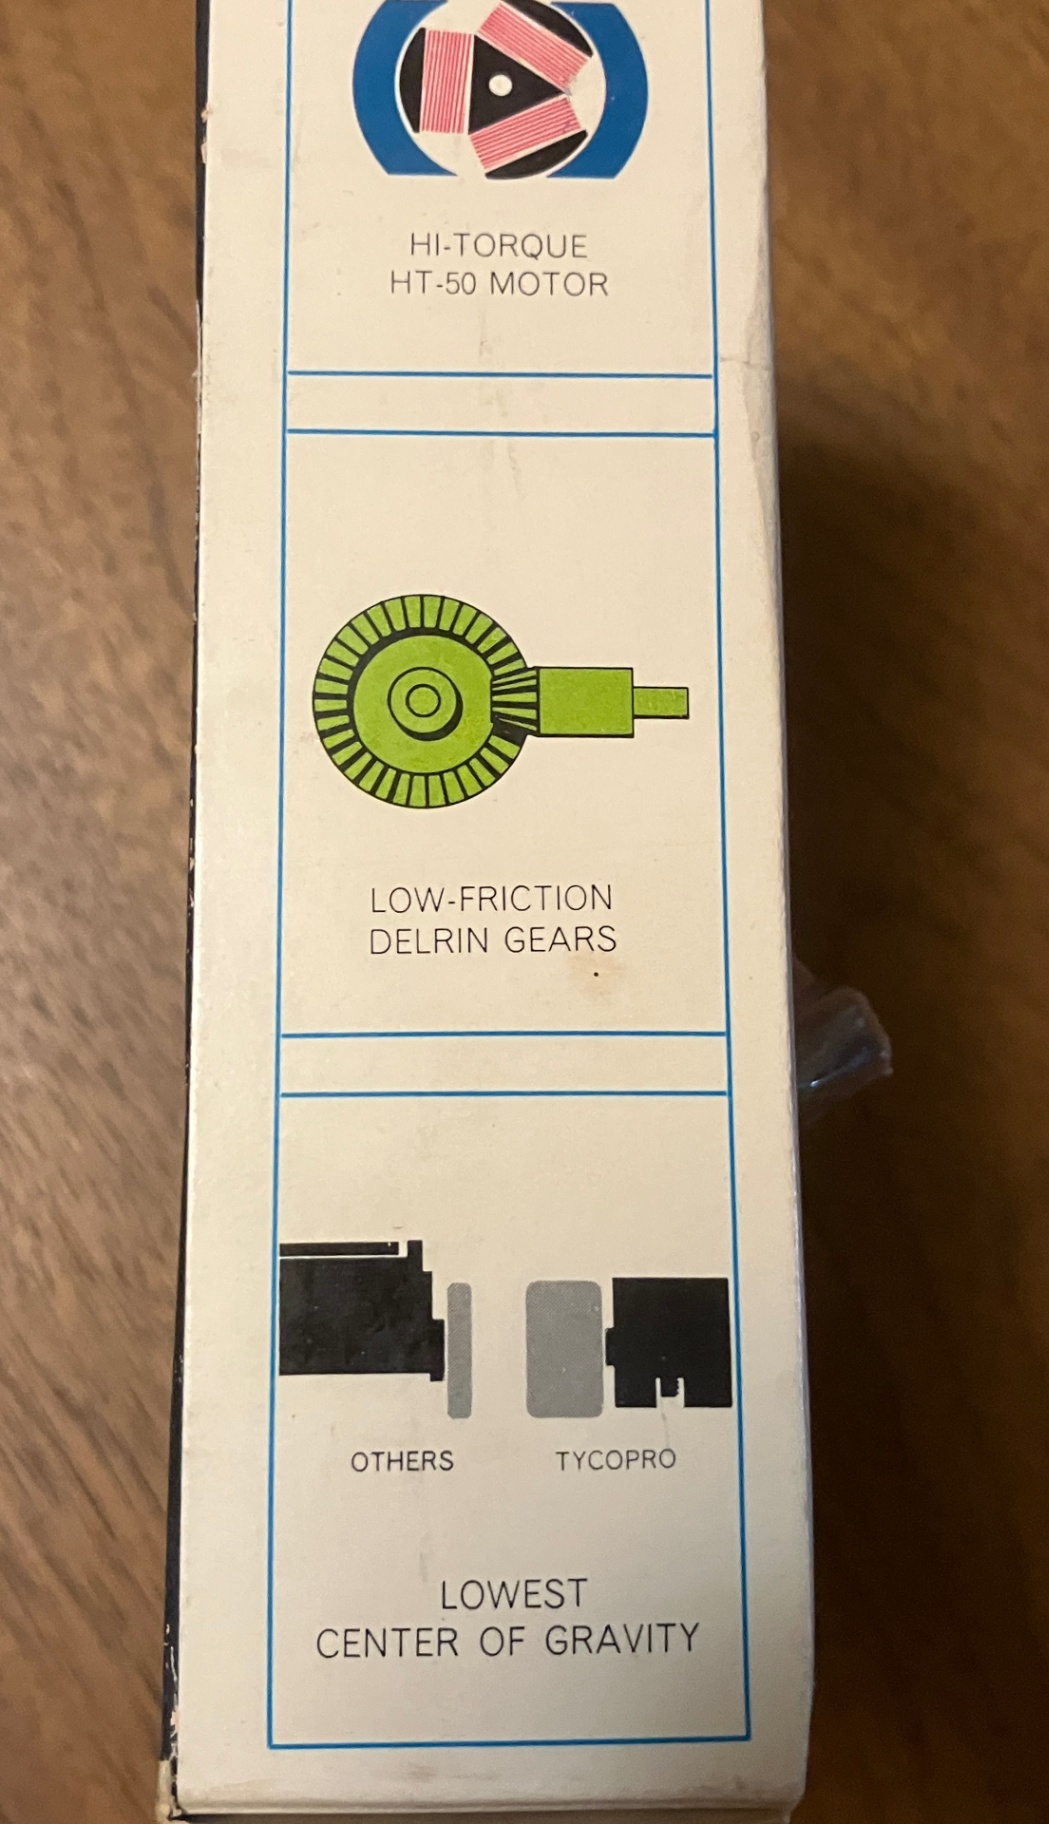 HI-TORQUE
HT-50 MOTOR
LOW-FRICTION
DELRIN GEARS
OTHERS
TYCOPRO
LOWEST
CENTER OF GRAVITY